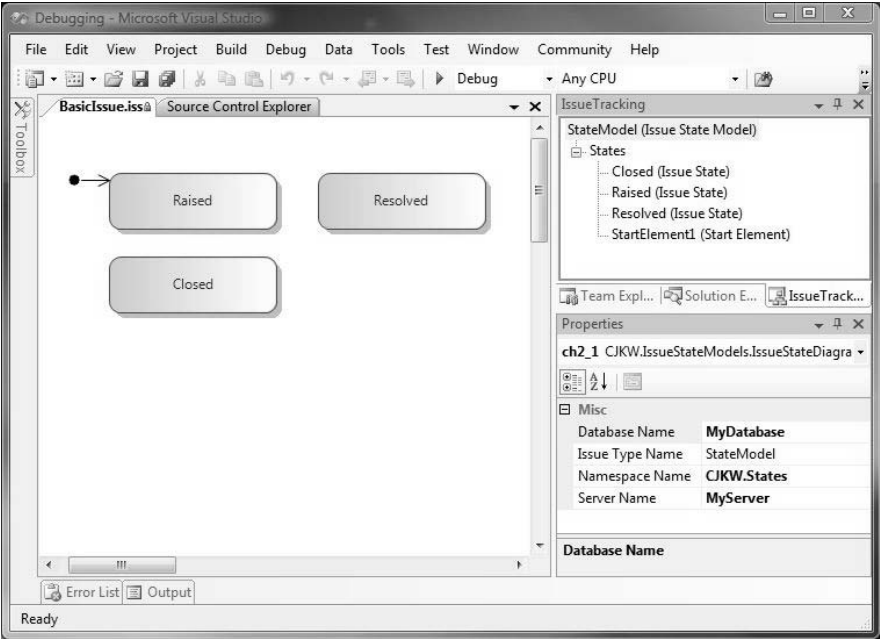 Debugging - Microsoft Visual Studio
File Edit View Project Build Debug Data Tools Test Window Community Help
Debug Any CPU
Toolbox
BasicIssue.iss Source Control Explorer
Raised
Resolved
Closed
IssueTracking
StateModel (Issue State Model)
States
Closed (Issue State)
Raised (Issue State)
Resolved (Issue State)
StartElement1 (Start Element)
Team Expl... Solution E... IssueTrack...
Properties
ch2_1 CJKW.IssueStateModels.IssueStateDiagra
Misc
Database Name MyDatabase
Issue Type Name StateModel
Namespace Name CJKW.States
Server Name MyServer
Database Name
Error List Output
Ready